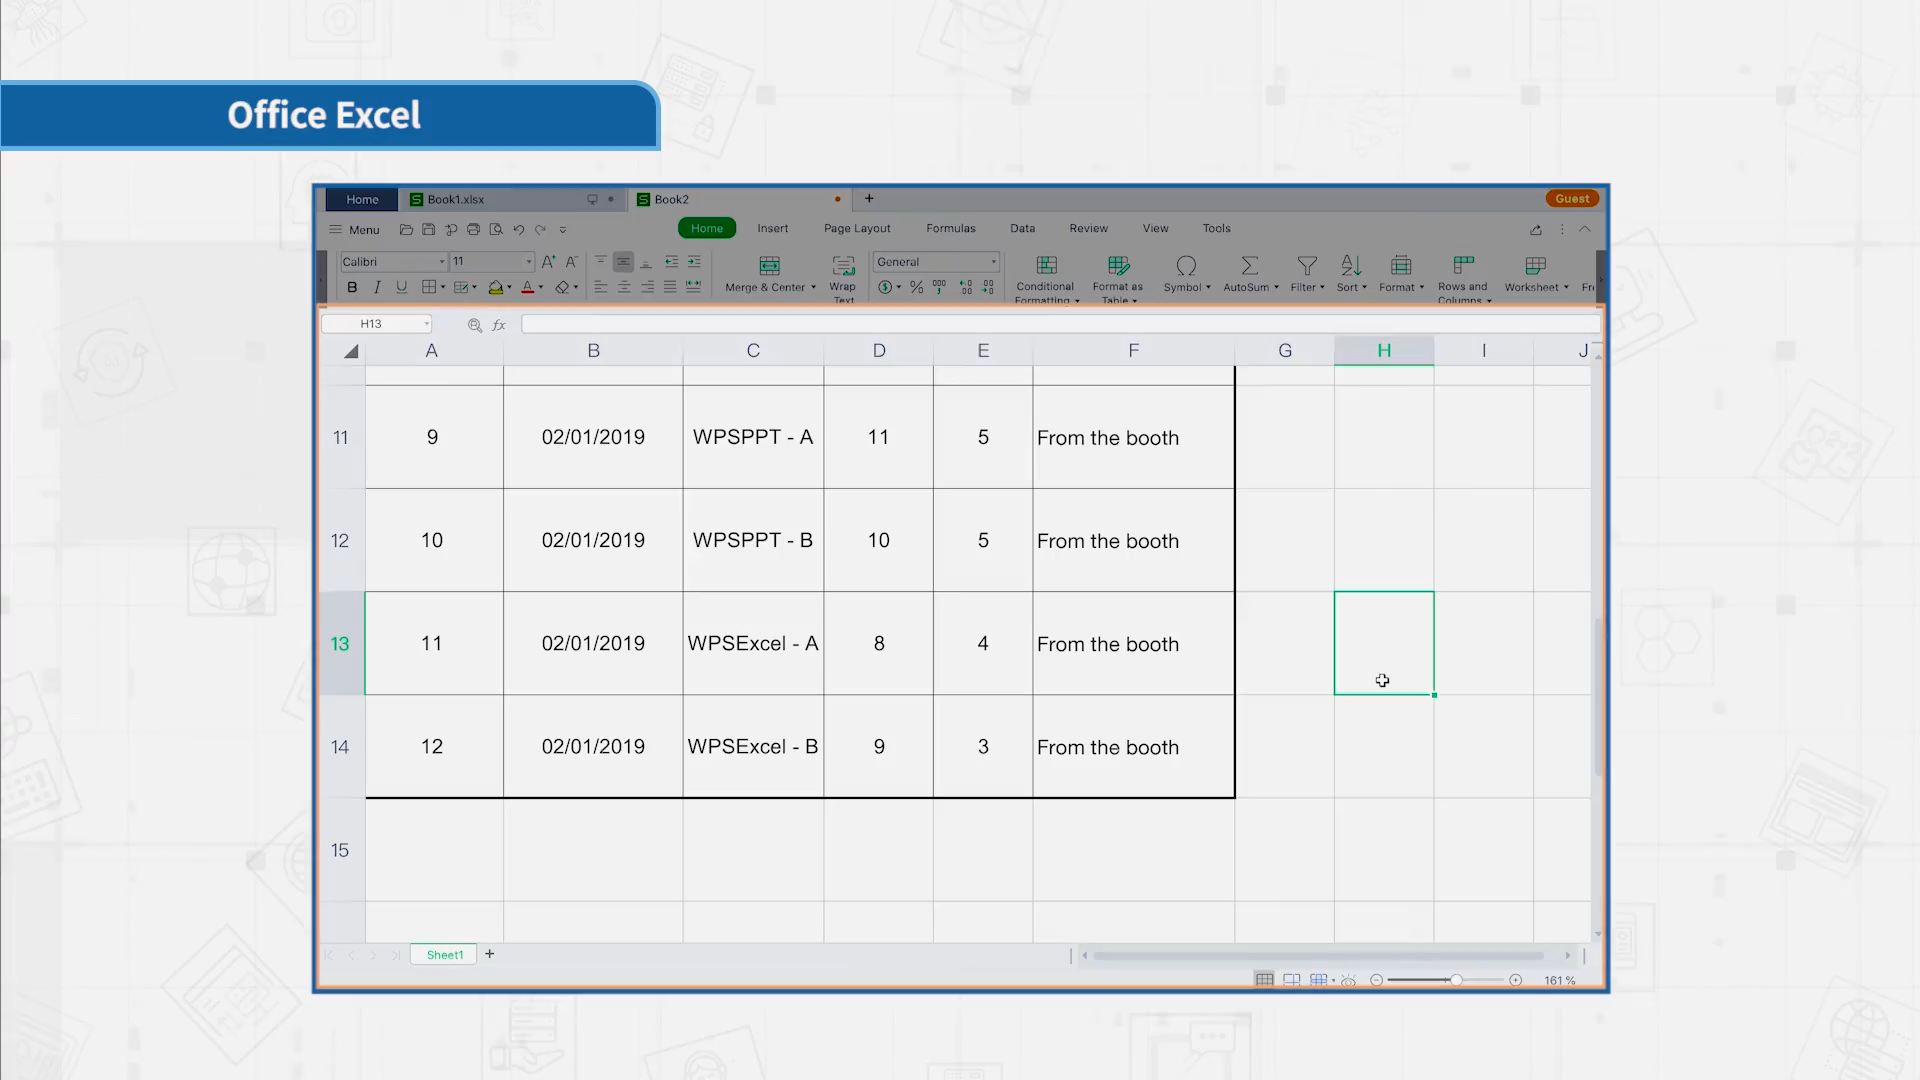 Office Excel
Home Book1.xlsx Book2 + Guest
Menu Home Insert Page Layout Formulas Data Review View Tools
Calibri 11 A+ A- General
B I U A Merge & Center Wrap Text $ % 000 Conditional Formatting Format as Table Symbol AutoSum Filter Sort Format Rows and Columns Worksheet
H13 fx
A B C D E F G H I J
11 9 02/01/2019 WPSPPT - A 11 5 From the booth
12 10 02/01/2019 WPSPPT - B 10 5 From the booth
13 11 02/01/2019 WPSExcel - A 8 4 From the booth
14 12 02/01/2019 WPSExcel - B 9 3 From the booth
15
Sheet1 +
161 %